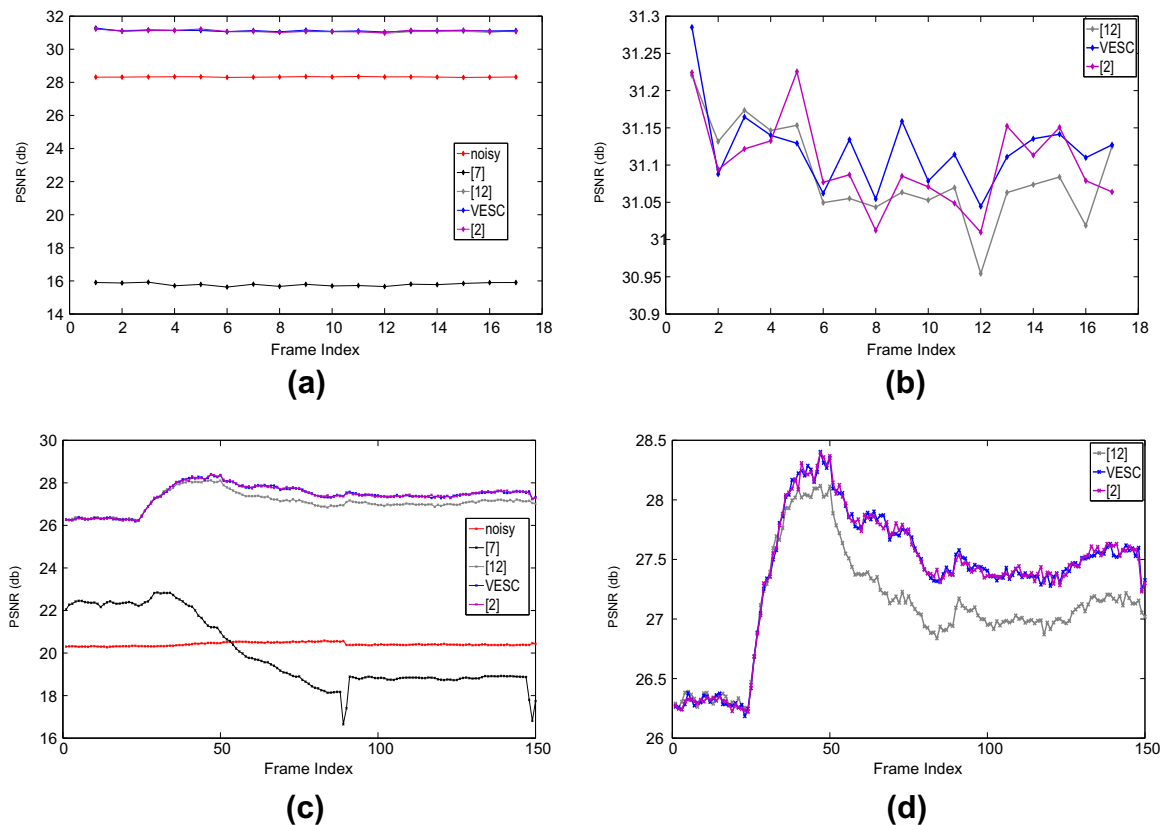 32
30
28
26
24
22
20
18
16
14
PSNR (db)
0 2 4 6 8 10 12 14 16 18
Frame Index
noisy
[7]
[12]
VESC
[2]
(a)
31.3
31.25
31.2
31.15
31.1
31.05
31
30.95
30.9
PSNR (db)
0 2 4 6 8 10 12 14 16 18
Frame Index
[12]
VESC
[2]
(b)
30
28
26
24
22
20
18
16
PSNR (db)
0 50 100 150
Frame Index
noisy
[7]
[12]
VESC
[2]
(c)
28.5
28
27.5
27
26.5
26
PSNR (db)
0 50 100 150
Frame Index
[12]
VESC
[2]
(d)